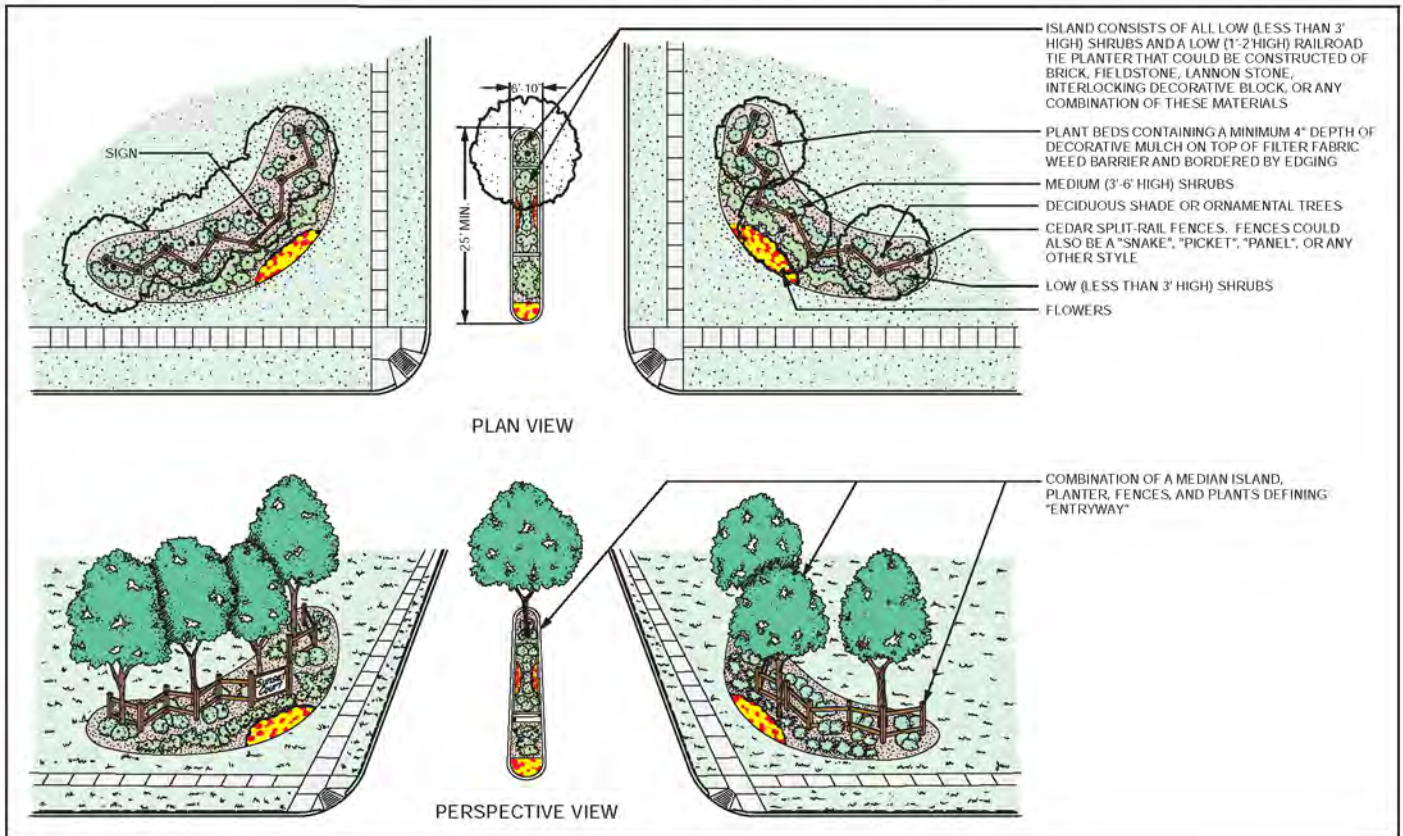 ISLAND CONSISTS OF ALL LOW (LESS THAN 3'
HIGH) SHRUBS AND A LOW (1'-2'HIGH) RAILROAD
TIE PLANTER THAT COULD BE CONSTRUCTED OF
BRICK, FIELDSTONE, LANNON STONE,
INTERLOCKING DECORATIVE BLOCK, OR ANY
COMBINATION OF THESE MATERIALS
6'-10'
SIGN
25' MIN.
PLANT BEDS CONTAINING A MINIMUM 4" DEPTH OF
DECORATIVE MULCH ON TOP OF FILTER FABRIC
WEED BARRIER AND BORDERED BY EDGING
MEDIUM (3'-6' HIGH) SHRUBS
DECIDUOUS SHADE OR ORNAMENTAL TREES
CEDAR SPLIT-RAIL FENCES. FENCES COULD
ALSO BE A "SNAKE", "PICKET", "PANEL", OR ANY
OTHER STYLE
LOW (LESS THAN 3' HIGH) SHRUBS
FLOWERS
PLAN VIEW
COMBINATION OF A MEDIAN ISLAND,
PLANTER, FENCES, AND PLANTS DEFINING
"ENTRYWAY"
Court
PERSPECTIVE VIEW